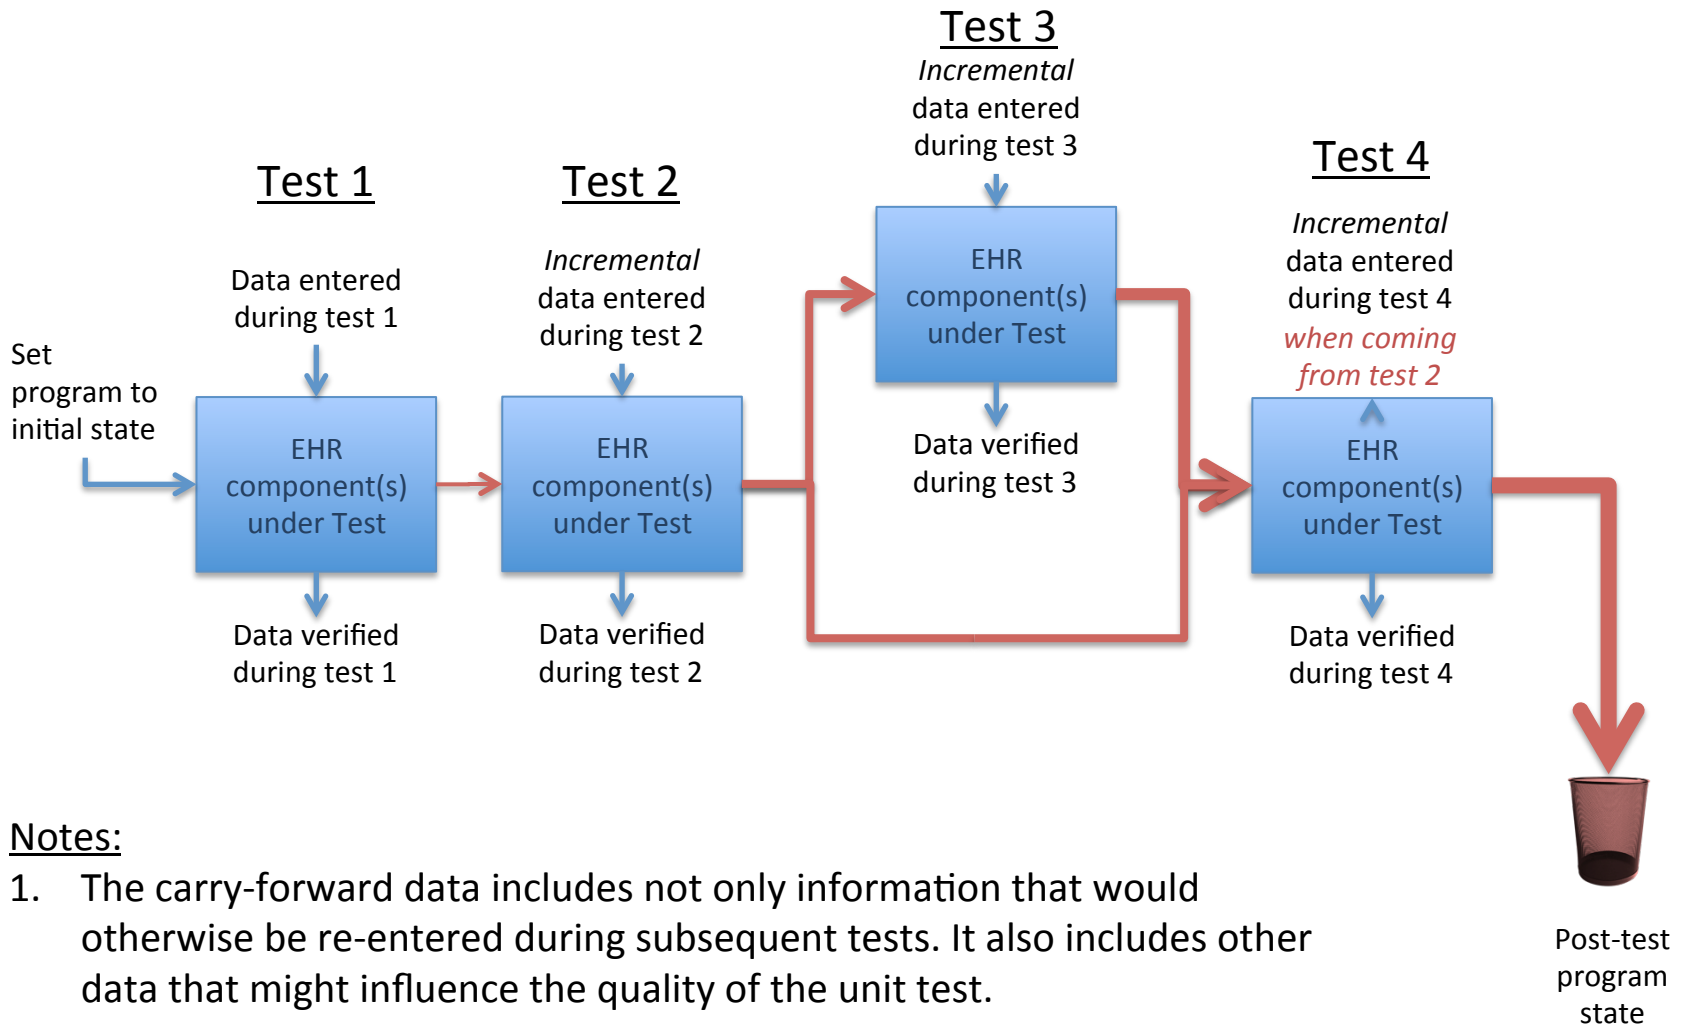 Test 3
Incremental
data entered
during test 3
Test 1
Test 2
Test 4
Data entered
during test 1
Incremental
data entered
during test 2
Incremental
data entered
during test 4
when coming
from test 2
Set
program to
initial state
EHR
component(s)
under Test
EHR
component(s)
under Test
EHR
component(s)
under Test
EHR
component(s)
under Test
Data verified
during test 1
Data verified
during test 2
Data verified
during test 3
Data verified
during test 4
Notes:
1. The carry-forward data includes not only information that would
otherwise be re-entered during subsequent tests. It also includes other
data that might influence the quality of the unit test.
Post-test
program
state